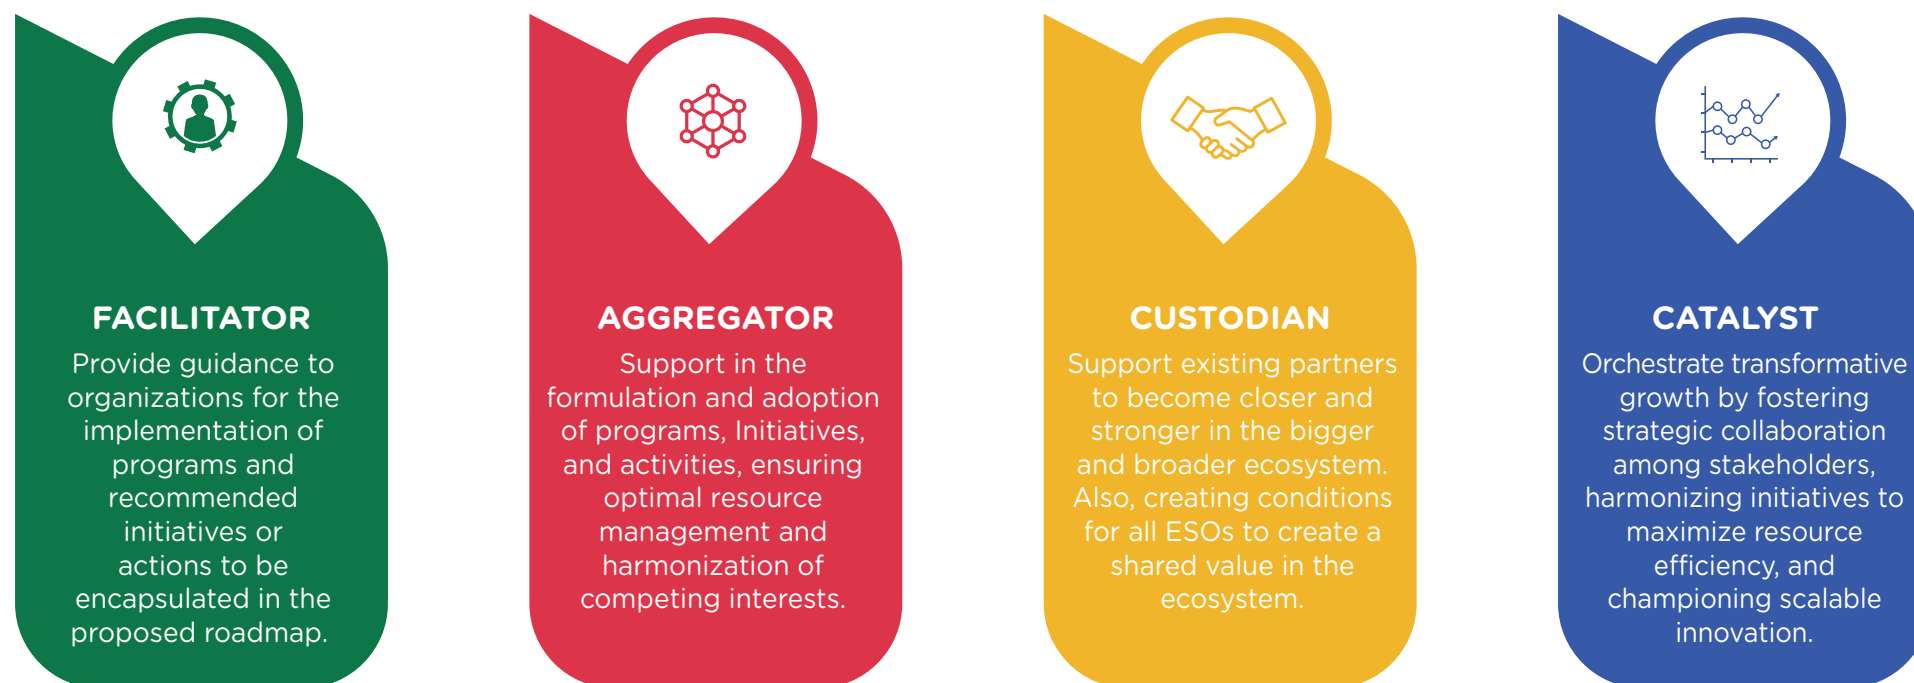 FACILITATOR
Provide guidance to
organizations for the
implementation of
programs and
recommended
initiatives or
actions to be
encapsulated in the
proposed roadmap.
AGGREGATOR
Support in the
formulation and adoption
of programs, Initiatives,
and activities, ensuring
optimal resource
management and
harmonization of
competing interests.
CUSTODIAN
Support existing partners
to become closer and
stronger in the bigger
and broader ecosystem.
Also, creating conditions
for all ESOs to create a
shared value in the
ecosystem.
CATALYST
Orchestrate transformative
growth by fostering
strategic collaboration
among stakeholders,
harmonizing initiatives to
maximize resource
efficiency, and
championing scalable
innovation.